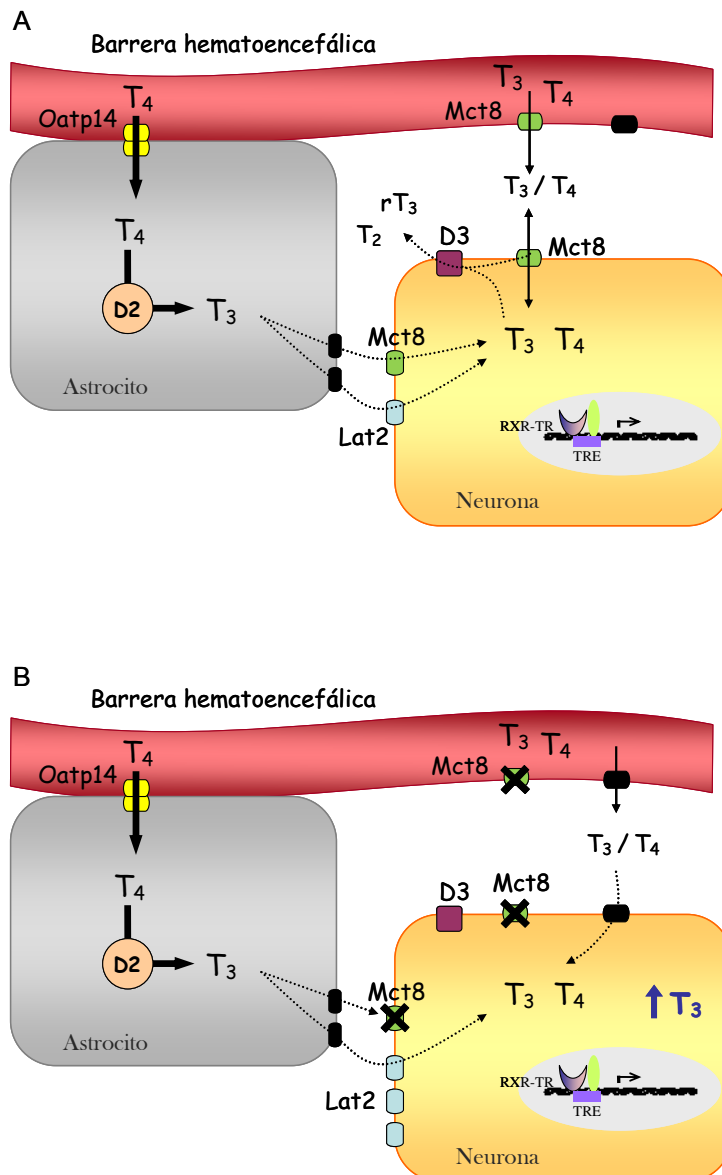 A
Barrera hematoencefálica
T3 T4
T4
Oatp14
Mct8
T3 / T4
rT3
T2
D3
Mct8
T4
D2
T3
Mct8
T3 T4
Astrocito
Lat2
RXR-TR
TRE
Neurona
B
Barrera hematoencefálica
T3 T4
T4
Oatp14
Mct8
T3 / T4
D3
Mct8
T4
D2
T3
Mct8
T3 T4
T3
Astrocito
Lat2
RXR-TR
TRE
Neurona